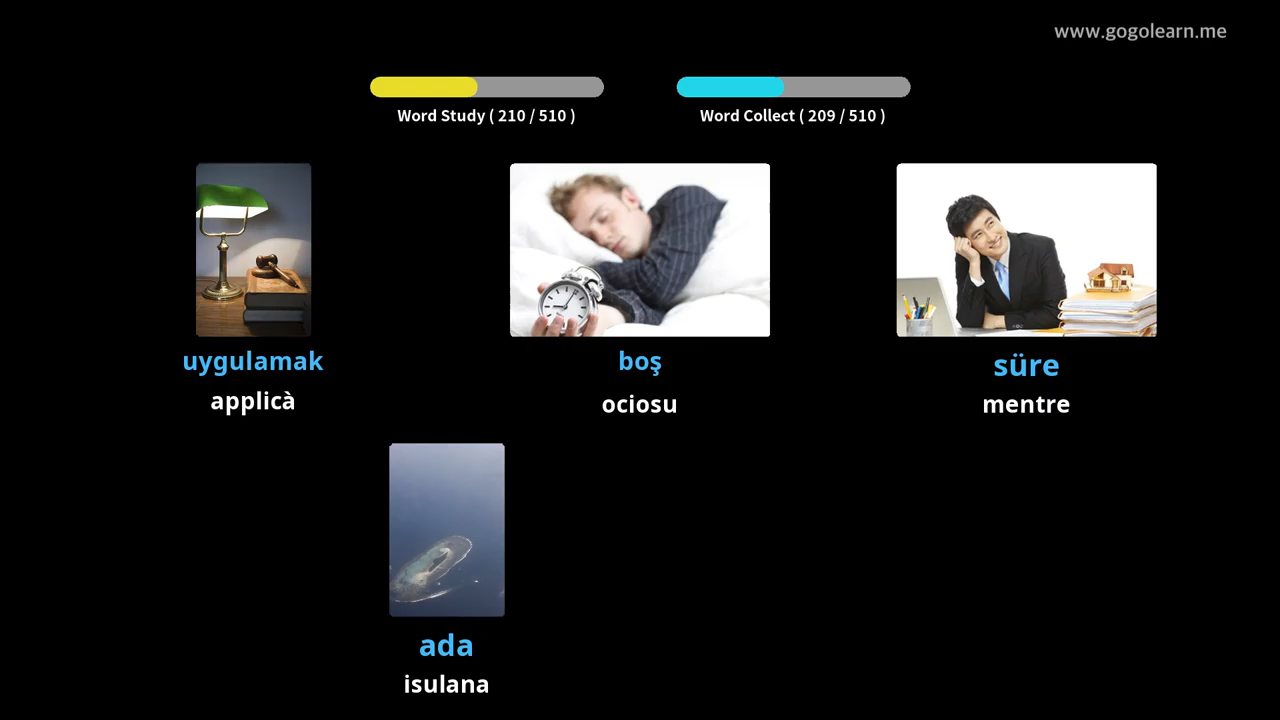 www.gogolearn.me
Word Study ( 210 / 510 )
Word Collect ( 209 / 510 )
uygulamak
applicà
boş
ociosu
süre
mentre
ada
isulana